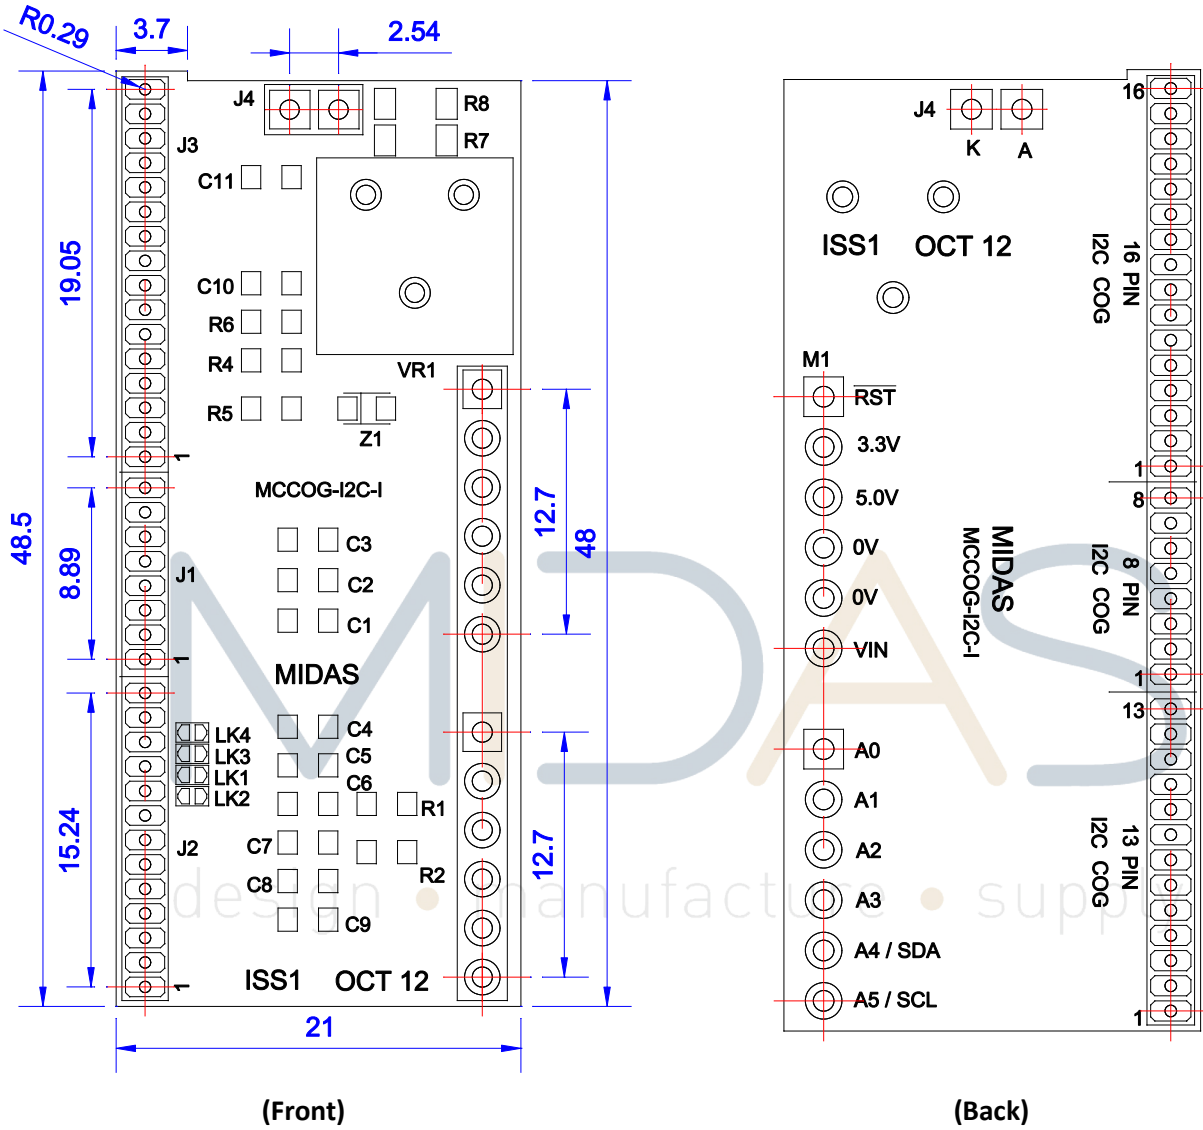 R0.29
3.7
2.54
J4
R8
R7
J3
C11
19.05
C10
R6
R4
R5
VR1
Z1
1
MCCOG-I2C-I
12.7
48.5
48
8.89
C3
J1
C2
C1
1
MIDAS
LK4
LK3
LK1
LK2
C4
C5
C6
R1
15.24
J2
C7
R2
12.7
C8
C9
1
ISS1 OCT 12
21
(Front)
16
J4
K A
ISS1 OCT 12
16 PIN
I2C COG
M1
RST
3.3V
5.0V
0V
0V
VIN
1
8
MIDAS
MCCOG-I2C-I
8 PIN
I2C COG
1
13
A0
A1
A2
A3
A4 / SDA
A5 / SCL
13 PIN
I2C COG
1
(Back)
MIDAS
design • manufacture • supply